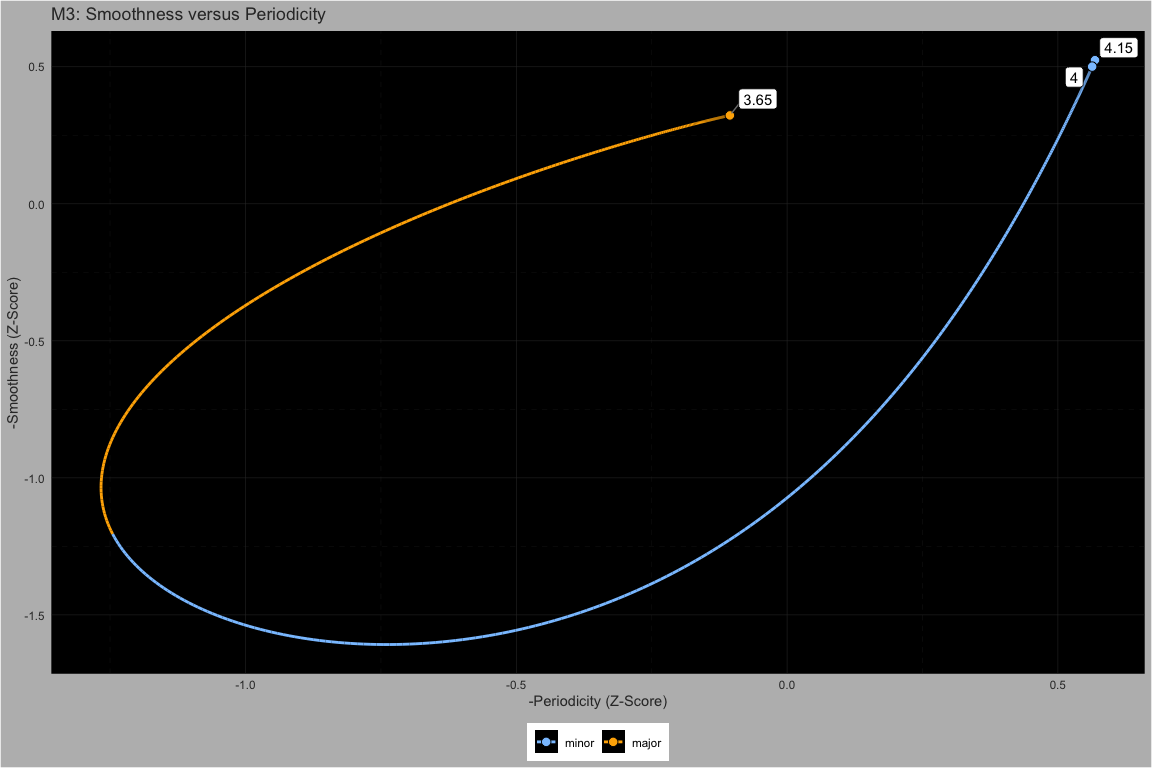 M3: Smoothness versus Periodicity
4.15
0.5
4
3.65
0.0
-0.5
-1.0
-1.5
-Smoothness (Z-Score)
-1.0
-0.5
0.0
0.5
-Periodicity (Z-Score)
minor
major